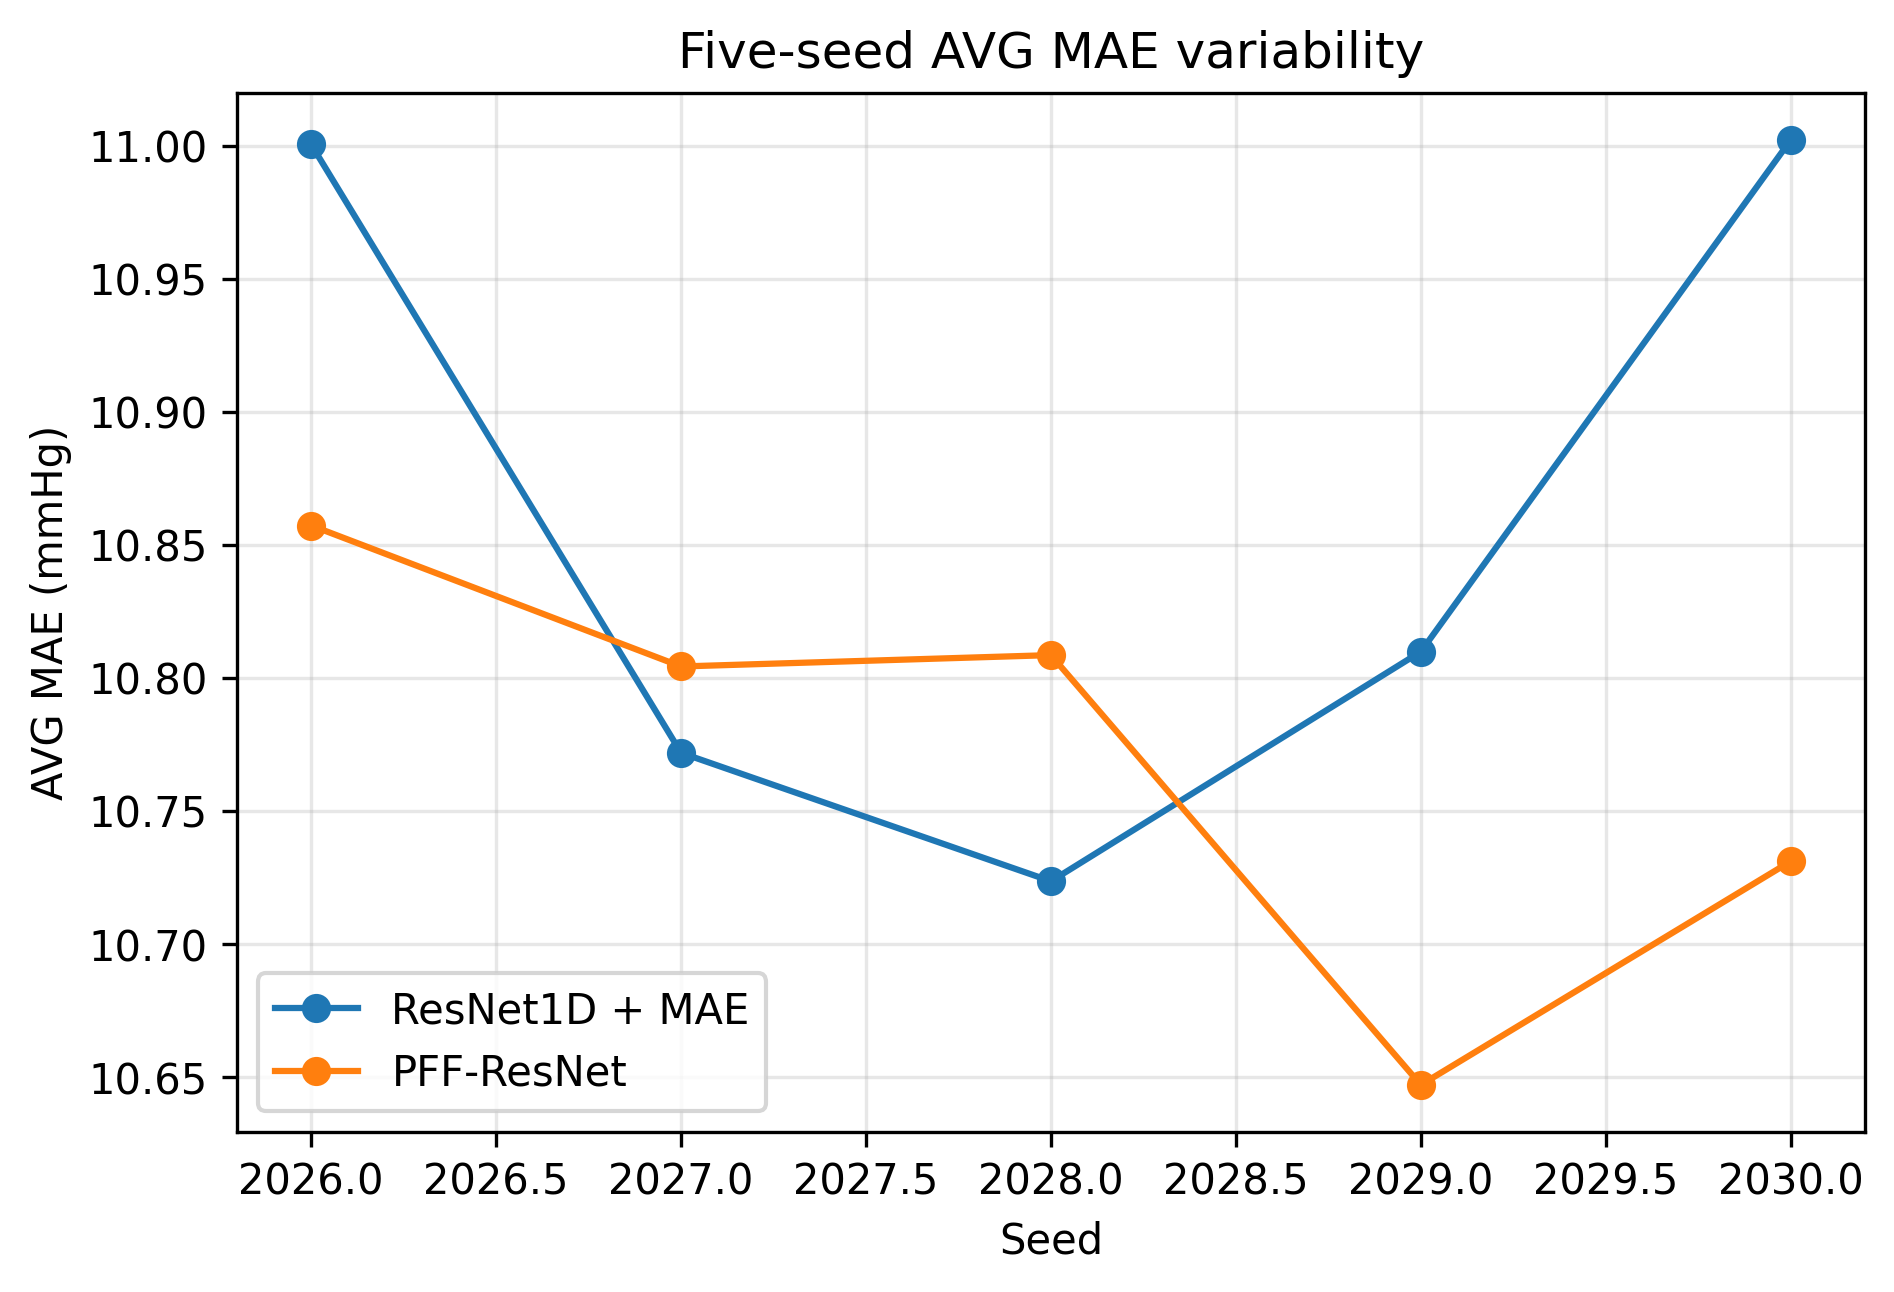 Five-seed AVG MAE variability
11.00
10.95
10.90
10.85
10.80
10.75
10.70
10.65
AVG MAE (mmHg)
ResNet1D + MAE
PFF-ResNet
2026.0 2026.5 2027.0 2027.5 2028.0 2028.5 2029.0 2029.5 2030.0
Seed